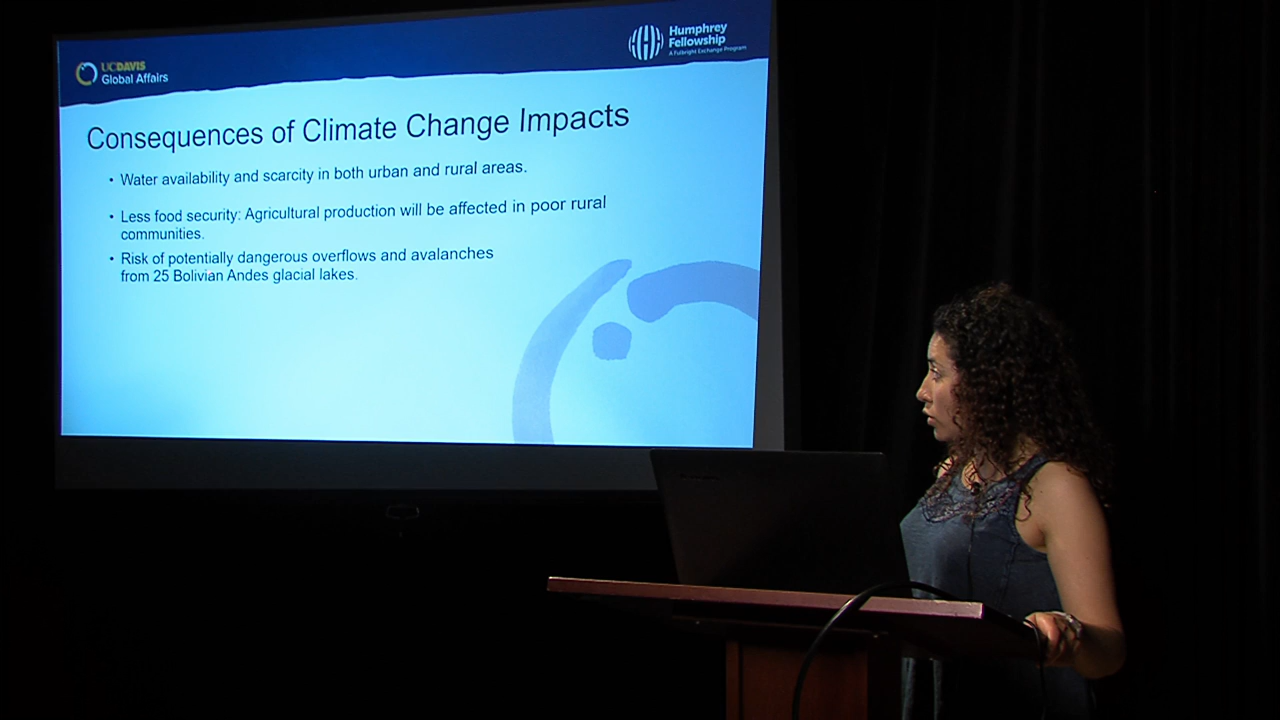 UCDAVIS
Global Affairs
Humphrey
Fellowship
A Fulbright Exchange Program
Consequences of Climate Change Impacts
• Water availability and scarcity in both urban and rural areas.
• Less food security: Agricultural production will be affected in poor rural
communities.
• Risk of potentially dangerous overflows and avalanches
from 25 Bolivian Andes glacial lakes.